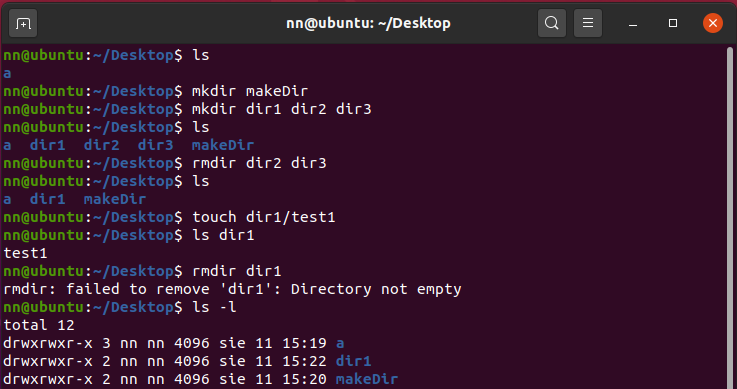 nn@ubuntu: ~/Desktop
nn@ubuntu:~/Desktop$ ls
a
nn@ubuntu:~/Desktop$ mkdir makeDir
nn@ubuntu:~/Desktop$ mkdir dir1 dir2 dir3
nn@ubuntu:~/Desktop$ ls
a  dir1  dir2  dir3  makeDir
nn@ubuntu:~/Desktop$ rmdir dir2 dir3
nn@ubuntu:~/Desktop$ ls
a  dir1  makeDir
nn@ubuntu:~/Desktop$ touch dir1/test1
nn@ubuntu:~/Desktop$ ls dir1
test1
nn@ubuntu:~/Desktop$ rmdir dir1
rmdir: failed to remove 'dir1': Directory not empty
nn@ubuntu:~/Desktop$ ls -l
total 12
drwxrwxr-x 3 nn nn 4096 sie 11 15:19 a
drwxrwxr-x 2 nn nn 4096 sie 11 15:22 dir1
drwxrwxr-x 2 nn nn 4096 sie 11 15:20 makeDir